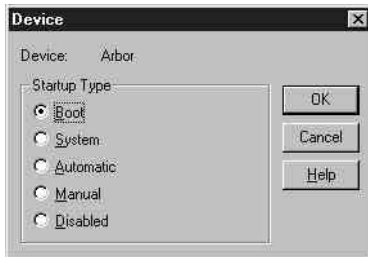 Device
Device: Arbor
Startup Type
Boot
System
Automatic
Manual
Disabled
OK
Cancel
Help